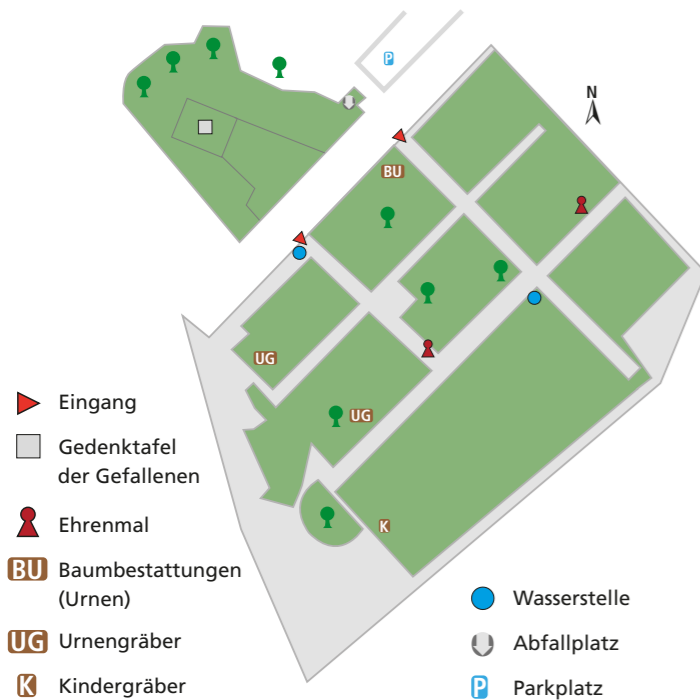 P
N
BU
UG
UG
K
Eingang
Gedenktafel
der Gefallenen
Ehrenmal
BU Baumbestattungen
(Urnen)
UG Urnengräber
K Kindergräber
Wasserstelle
Abfallplatz
P Parkplatz